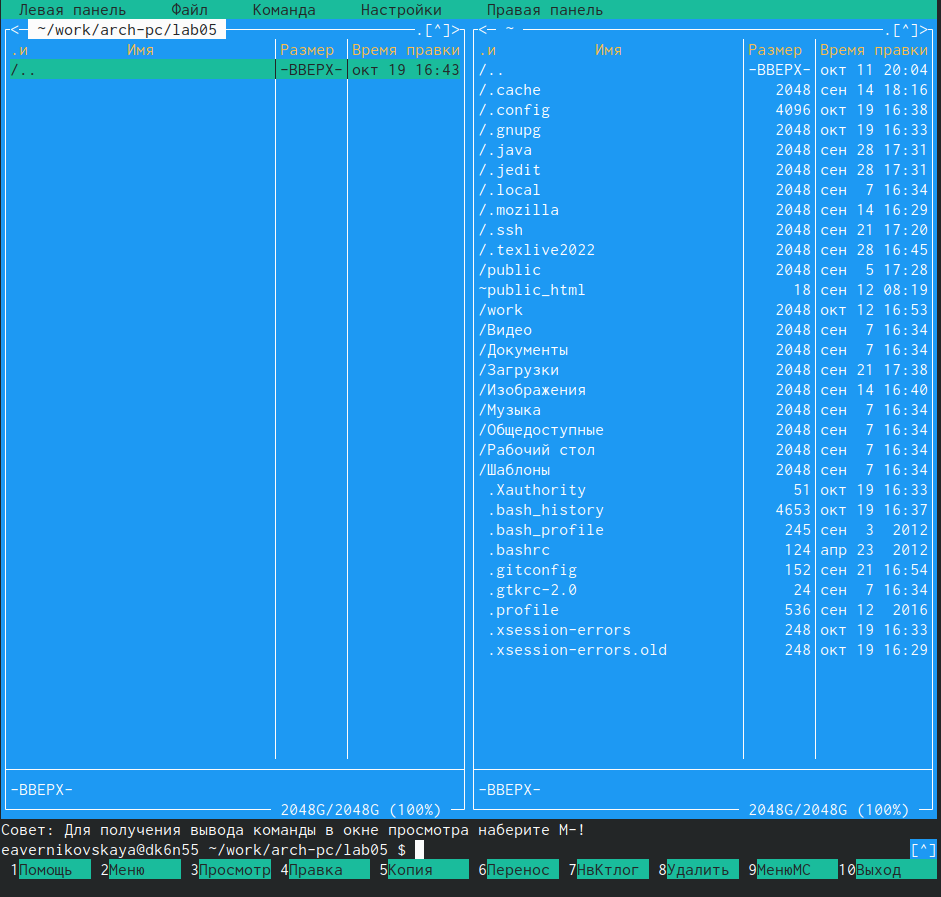 Левая панель Файл Команда Настройки Правая панель
<- ~/work/arch-pc/lab05 .[^]> <- ~ .[^]>
.и Имя Размер Время правки .и Имя Размер Время правки
/.. -ВВЕРХ- окт 19 16:43 /.. -ВВЕРХ- окт 11 20:04
/.cache 2048 сен 14 18:16
/.config 4096 окт 19 16:38
/.gnupg 2048 окт 19 16:33
/.java 2048 сен 28 17:31
/.jedit 2048 сен 28 17:31
/.local 2048 сен 7 16:34
/.mozilla 2048 сен 14 16:29
/.ssh 2048 сен 21 17:20
/.texlive2022 2048 сен 28 16:45
/public 2048 сен 5 17:28
~public_html 18 сен 12 08:19
/work 2048 окт 12 16:53
/Видео 2048 сен 7 16:34
/Документы 2048 сен 7 16:34
/Загрузки 2048 сен 21 17:38
/Изображения 2048 сен 14 16:40
/Музыка 2048 сен 7 16:34
/Общедоступные 2048 сен 7 16:34
/Рабочий стол 2048 сен 7 16:34
/Шаблоны 2048 сен 7 16:34
.Xauthority 51 окт 19 16:33
.bash_history 4653 окт 19 16:37
.bash_profile 245 сен 3 2012
.bashrc 124 апр 23 2012
.gitconfig 152 сен 21 16:54
.gtkrc-2.0 24 сен 7 16:34
.profile 536 сен 12 2016
.xsession-errors 248 окт 19 16:33
.xsession-errors.old 248 окт 19 16:29
-ВВЕРХ- -ВВЕРХ-
2048G/2048G (100%) 2048G/2048G (100%)
Совет: Для получения вывода команды в окне просмотра наберите M-!
eavernikovskaya@dk6n55 ~/work/arch-pc/lab05 $ [^]
1Помощь 2Меню 3Просмотр 4Правка 5Копия 6Перенос 7НвКтлог 8Удалить 9МенюMC 10Выход